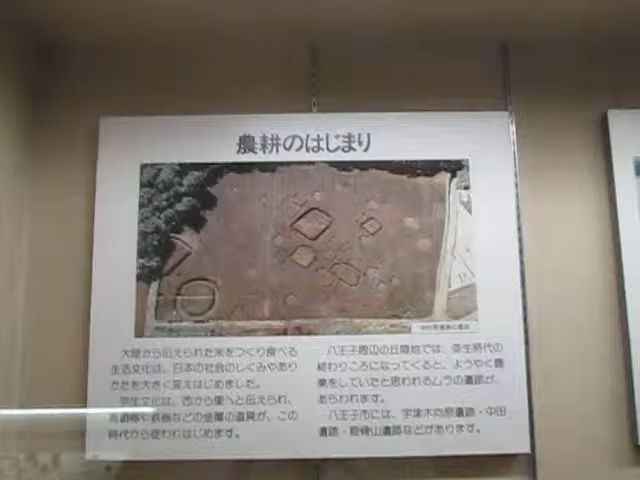 農耕のはじまり
大陸から伝えられた米をつくり食べる
生活文化は、日本の社会のしくみやあり
かたを大きく変えはじめました。
弥生文化は、西から東へと伝えられ、
青銅器や鉄器などの金属の道具が、この
時代から使われはじめます。
八王子周辺の丘陵地では、弥生時代の
終わりころになってくると、ようやく農
業をしていたと思われるムラの遺跡が、
あらわれます。
八王子市には、宇津木向原遺跡・中田
遺跡・鞍骨山遺跡などがあります。